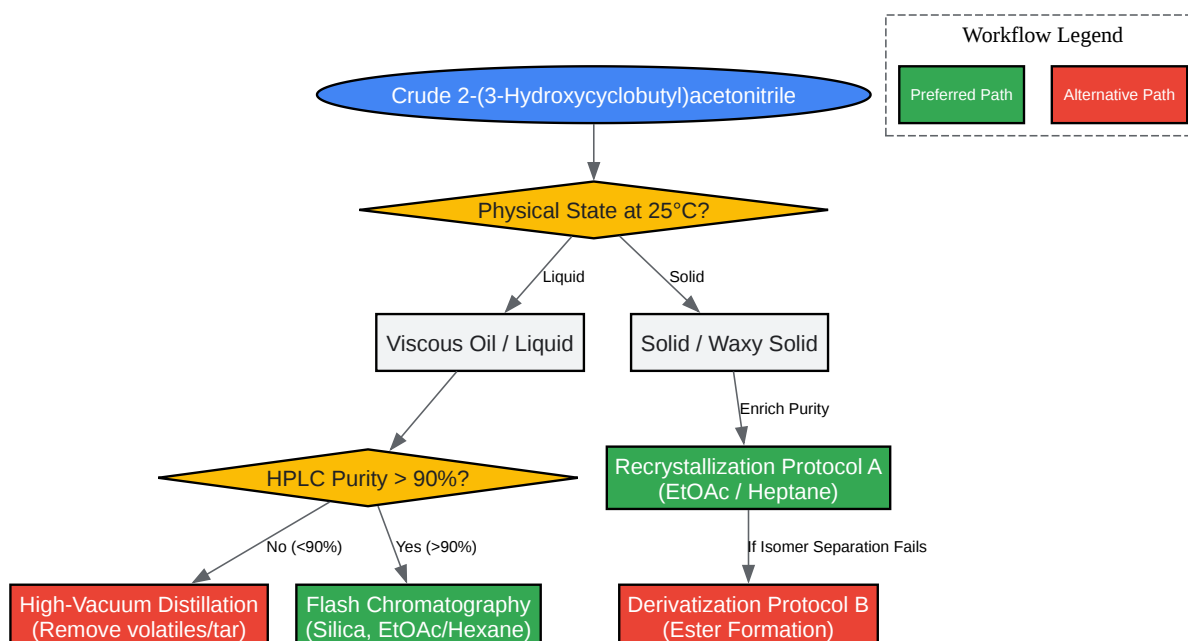 Workflow Legend
Preferred Path
Alternative Path
Crude 2-(3-Hydroxycyclobutyl)acetonitrile
Physical State at 25°C?
Liquid
Solid
Viscous Oil / Liquid
Solid / Waxy Solid
Enrich Purity
HPLC Purity > 90%?
Recrystallization Protocol A
(EtOAc / Heptane)
No (<90%)
Yes (>90%)
If Isomer Separation Fails
High-Vacuum Distillation
(Remove volatiles/tar)
Flash Chromatography
(Silica, EtOAc/Hexane)
Derivatization Protocol B
(Ester Formation)